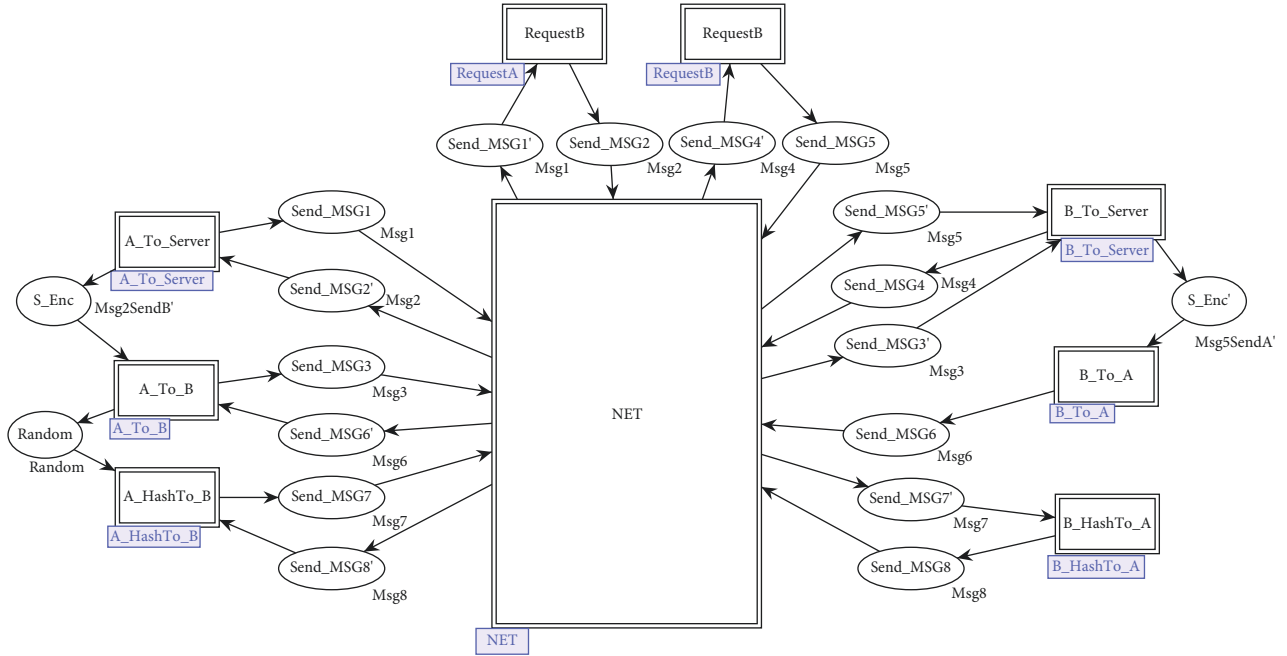 RequestB
RequestA
RequestB
RequestB
Send_MSG1'
Msg1
Send_MSG2
Msg2
Send_MSG4'
Msg4
Send_MSG5
Msg5
A_To_Server
A_To_Server
Send_MSG1
Msg1
Send_MSG2'
Msg2
S_Enc
Msg2SendB'
A_To_B
A_To_B
Send_MSG3
Msg3
Send_MSG6'
Msg6
Random
Random
A_HashTo_B
A_HashTo_B
Send_MSG7
Msg7
Send_MSG8'
Msg8
NET
NET
Send_MSG5'
Msg5
Send_MSG4
Msg4
Send_MSG3'
Msg3
B_To_Server
B_To_Server
S_Enc'
Msg5SendA'
B_To_A
B_To_A
Send_MSG6
Msg6
Send_MSG7'
Msg7
B_HashTo_A
B_HashTo_A
Send_MSG8
Msg8